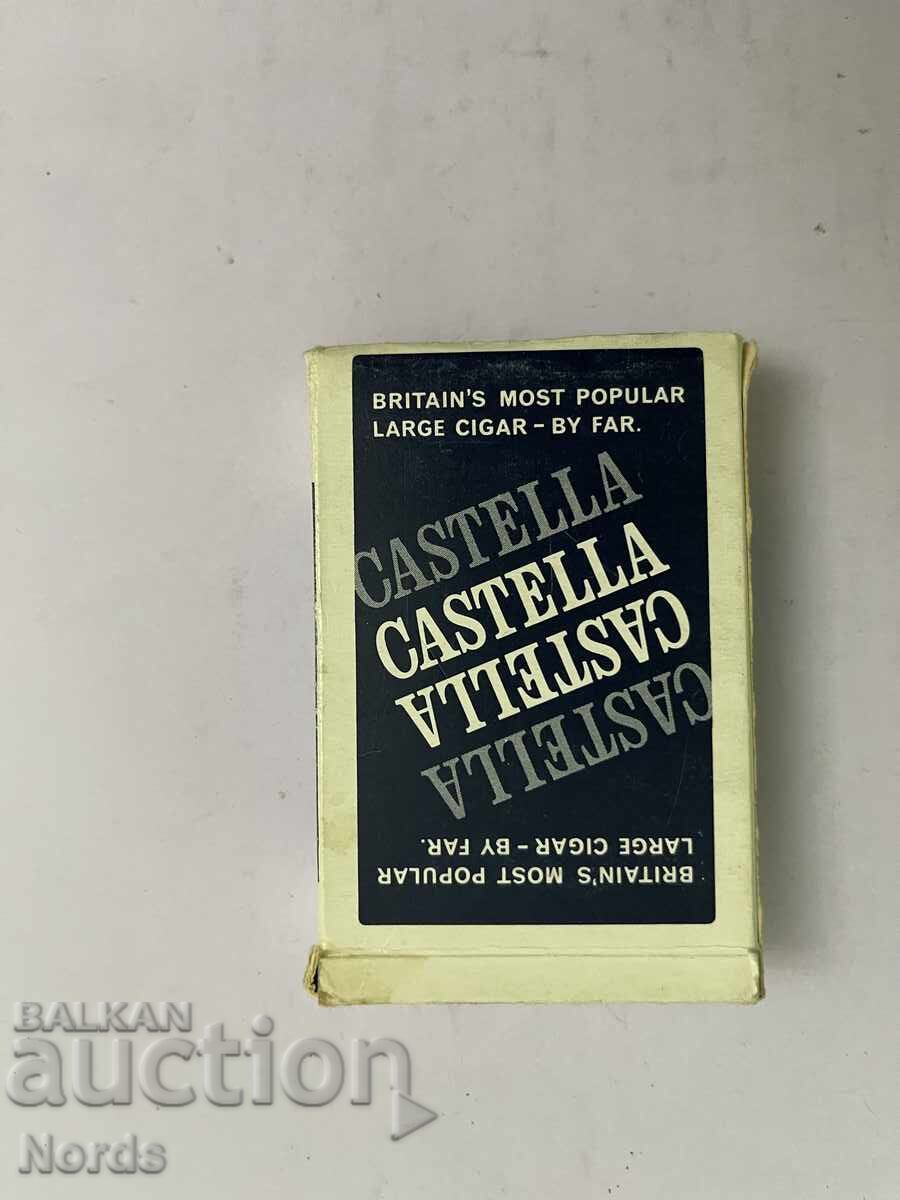 BRITAIN'S MOST POPULAR
LARGE CIGAR – BY FAR.
CASTELLA
CASTELLA
CASTELLA
CASTELLA
LARGE CIGAR – BY FAR.
BRITAIN'S MOST POPULAR
BALKAN
auction
Nords